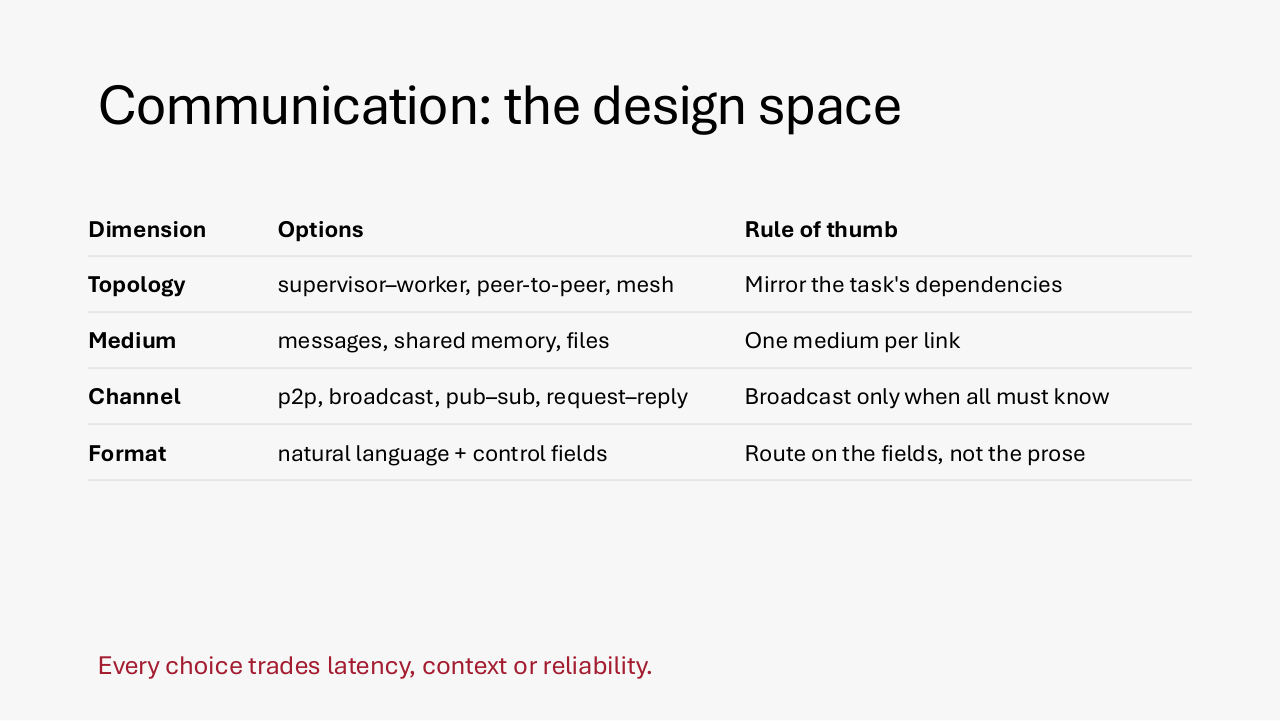 Communication: the design space
Dimension Options Rule of thumb
Topology supervisor–worker, peer-to-peer, mesh Mirror the task's dependencies
Medium messages, shared memory, files One medium per link
Channel p2p, broadcast, pub–sub, request–reply Broadcast only when all must know
Format natural language + control fields Route on the fields, not the prose
Every choice trades latency, context or reliability.